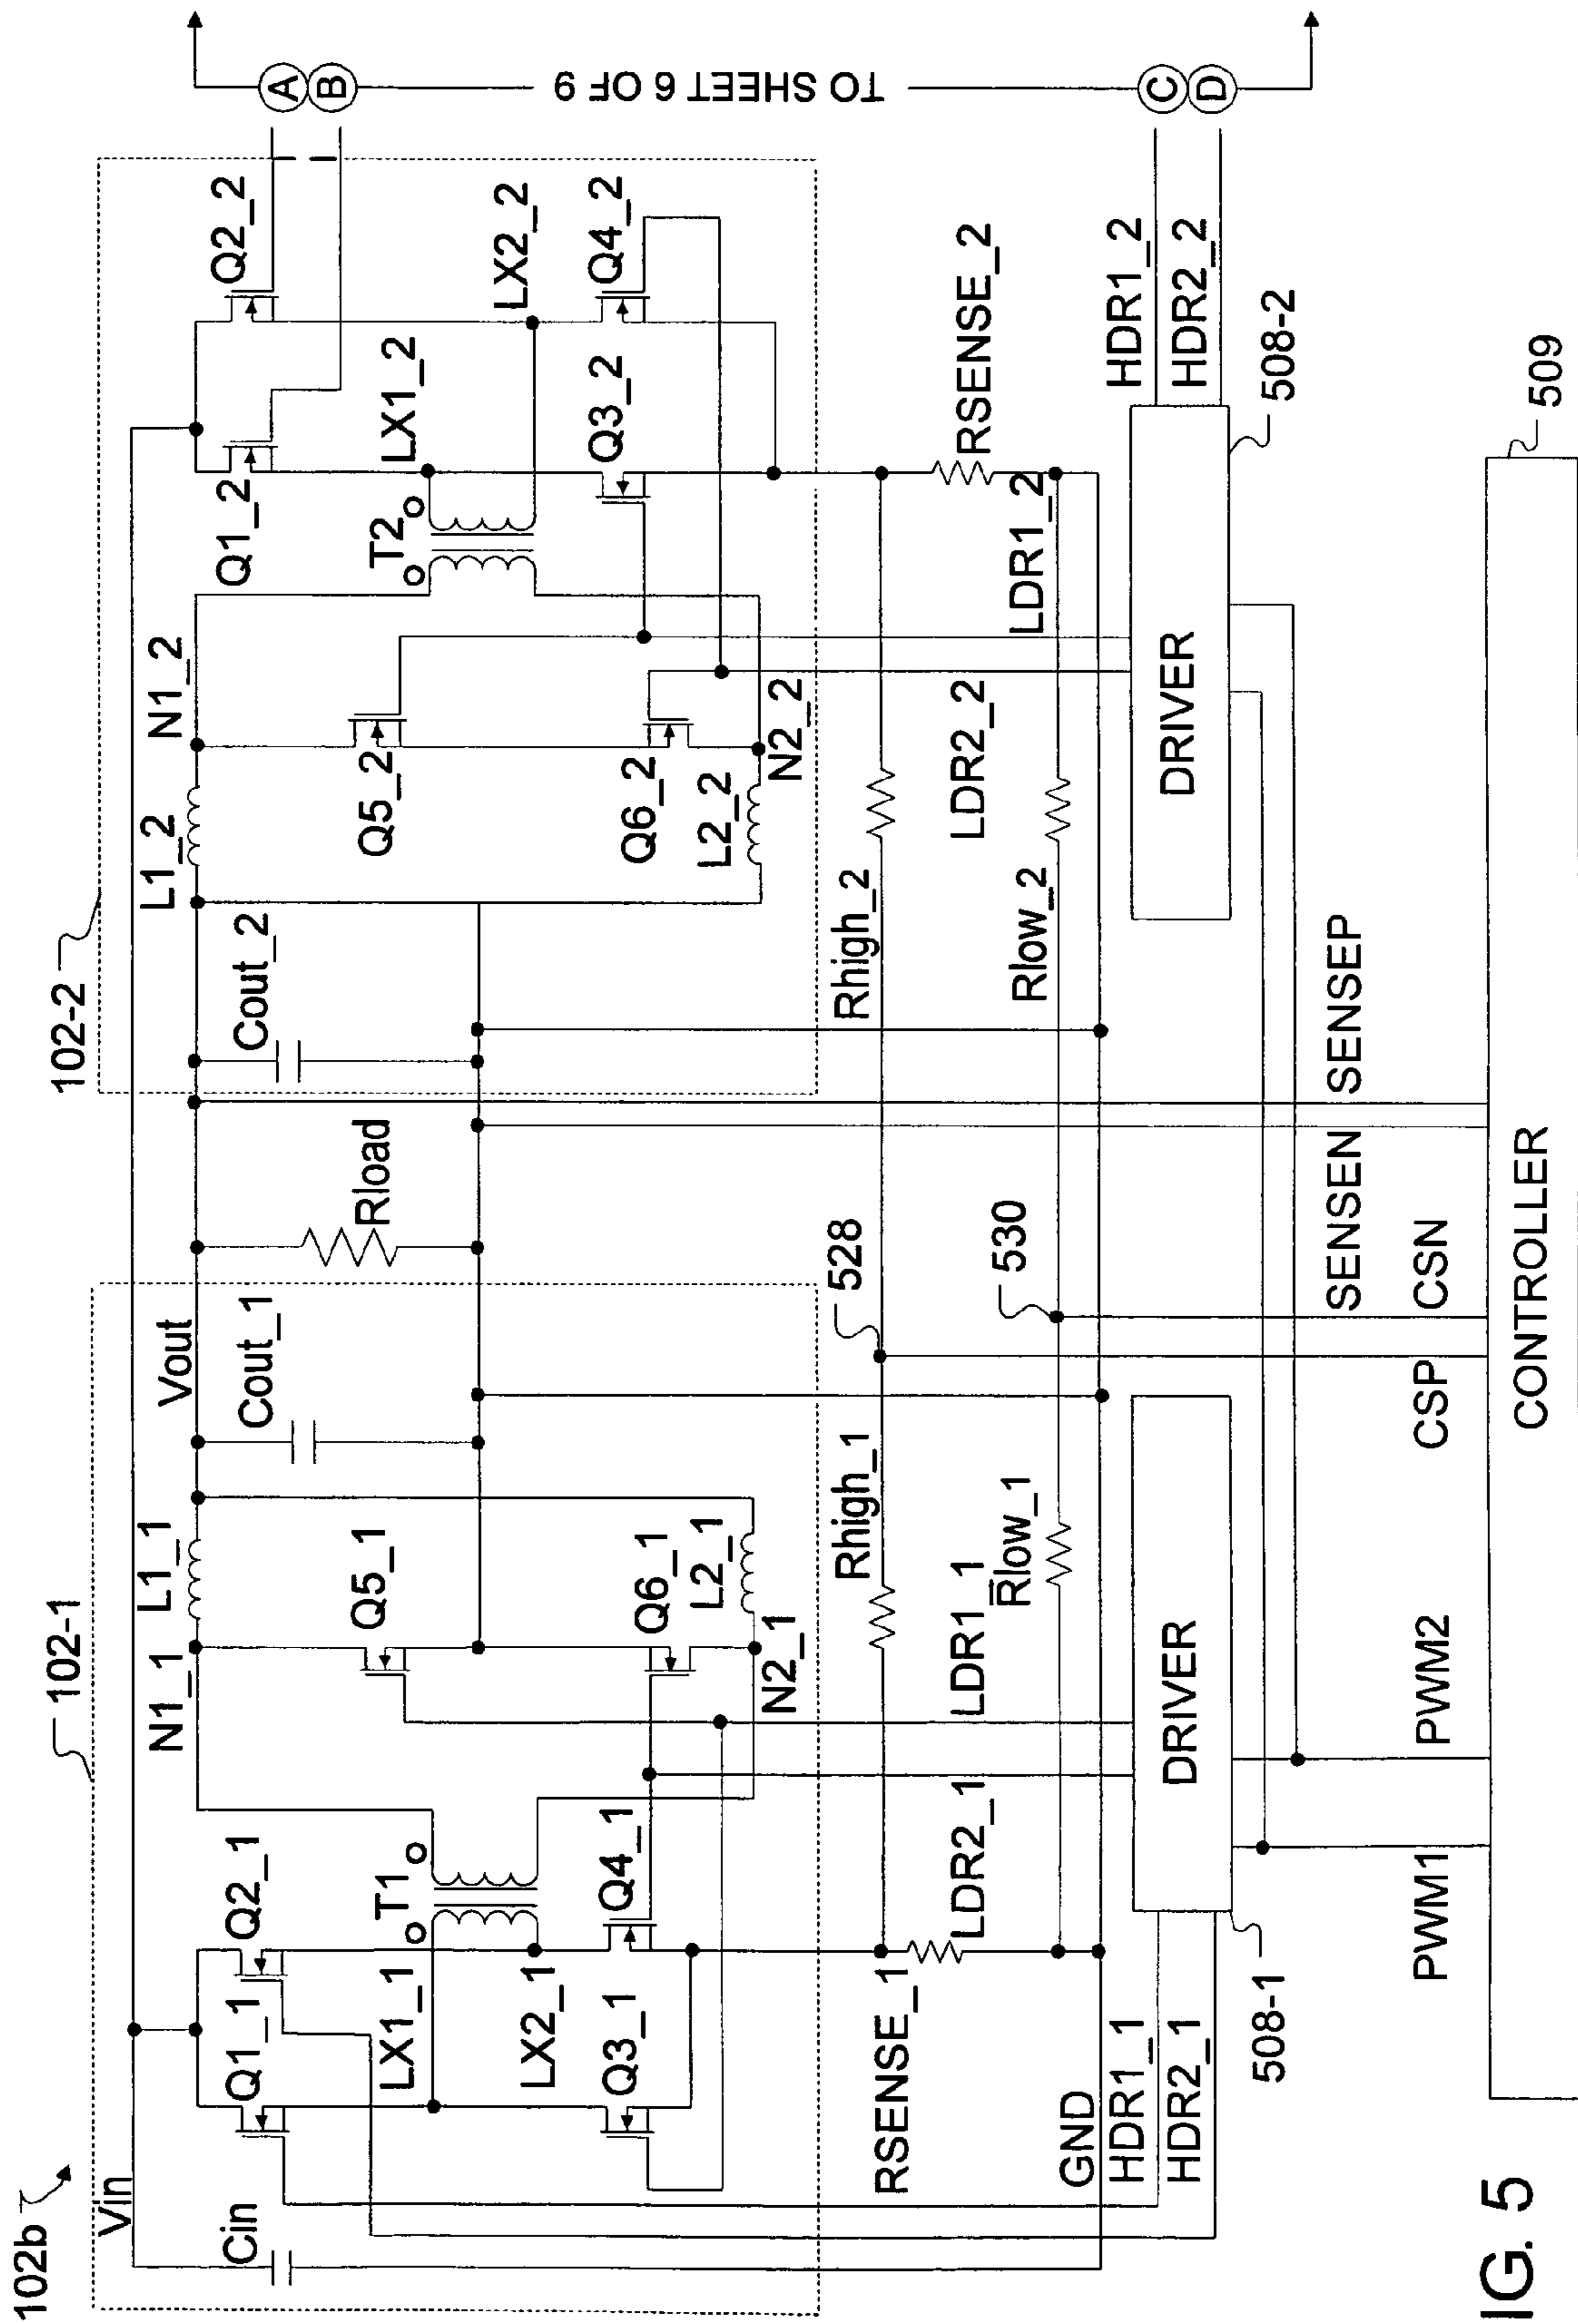 102b
102-1
102-2
Vin
Cin
Q1_1
Q2_1
T1
N1_1
L1_1
Vout
Cout_1
Rload
Cout_2
L1_2
N1_2
T2
Q1_2
Q2_2
A
B
LX1_1
LX2_1
Q3_1
Q4_1
Q5_1
Q6_1
L2_1
N2_1
Q5_2
Q6_2
L2_2
N2_2
LX1_2
LX2_2
Q3_2
Q4_2
TO SHEET 6 OF 9
RSENSE_1
Rhigh_1
528
Rhigh_2
RSENSE_2
LDR2_1
LDR1_1
Rlow_1
530
Rlow_2
LDR2_2
LDR1_2
GND
HDR1_1
HDR2_1
DRIVER
508-1
DRIVER
508-2
HDR1_2
HDR2_2
C
D
PWM1
PWM2
CSP
CSN
SENSEN
SENSEP
CONTROLLER
509
IG. 5